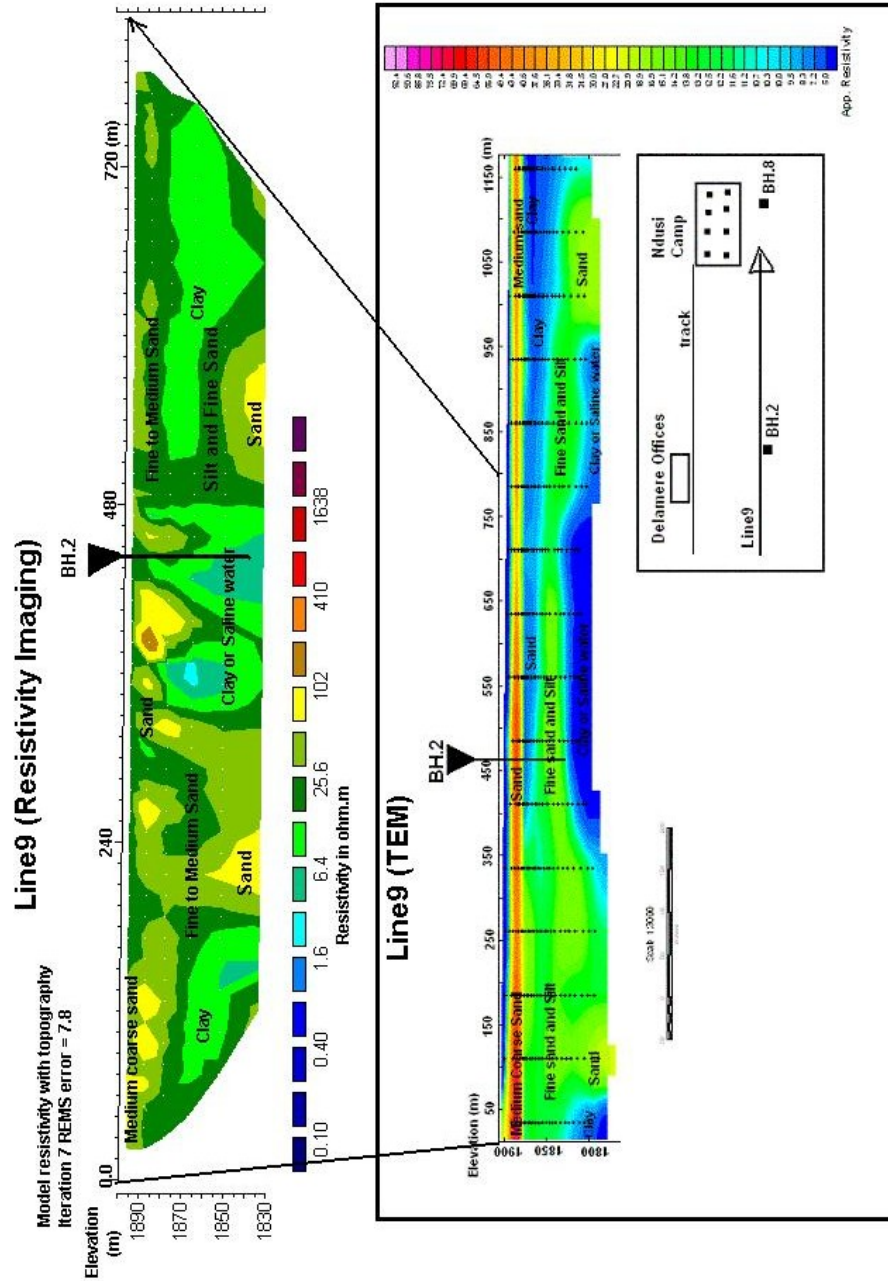 Line9 (Resistivity Imaging)
Model resistivity with topography
Iteration 7 REMS error = 7.8
Elevation
(m)
0.0
240
480
720 (m)
BH.2
1890
1870
1850
1830
Medium coarse sand
Clay
Fine to Medium Sand
Sand
Sand
Clay or Saline water
Fine to Medium Sand
Clay
Silt and Fine Sand
Sand
0.10
0.40
1.6
6.4
25.6
102
410
1638
Resistivity in ohm.m
Line9 (TEM)
BH.2
Elevation (m)
50
150
250
350
450
550
650
750
850
950
1050
1150 (m)
1900
1850
1800
Medium Coarse Sand
Sand
Sand
Medium sand
Clay
Clay
Fine sand and Silt
Fine sand and Silt
Fine Sand and Silt
Sand
Clay
Clay or Saline water
Clay or Saline water
Sand
App. Resistivity
Delamere Offices
Ndusi
Camp
track
Line9
BH.2
BH.8